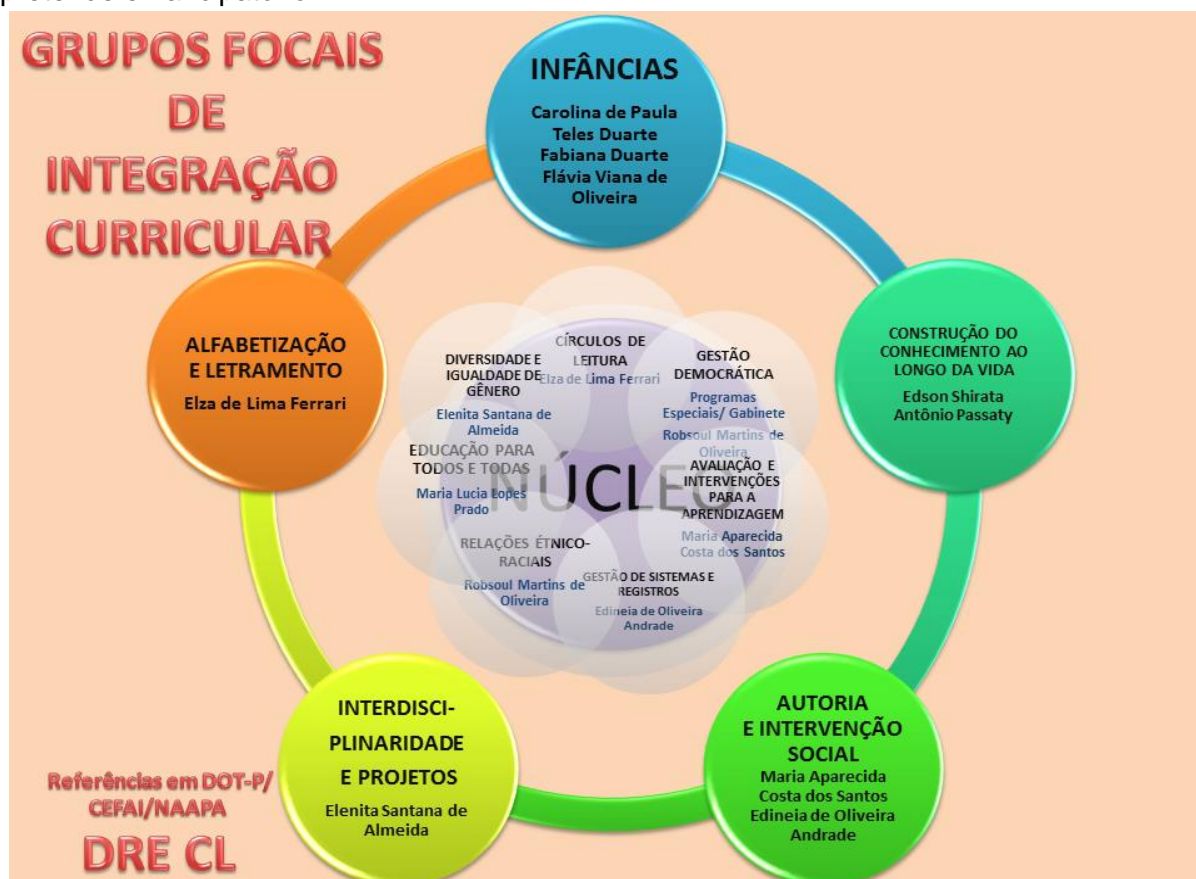 GRUPOS FOCAIS
DE
INTEGRAÇÃO
CURRICULAR
INFÂNCIAS
Carolina de Paula
Teles Duarte
Fabiana Duarte
Flávia Viana de
Oliveira
ALFABETIZAÇÃO
E LETRAMENTO
Elza de Lima Ferrari
CONSTRUÇÃO DO
CONHECIMENTO AO
LONGO DA VIDA
Edson Shirata
Antônio Passaty
CÍRCULOS DE
LEITURA
Elza de Lima Ferrari
DIVERSIDADE E
IGUALDADE DE
GÊNERO
Elenita Santana de
Almeida
GESTÃO
DEMOCRÁTICA
Programas
Especiais/ Gabinete
Robsoul Martins de
Oliveira
EDUCAÇÃO PARA
TODOS E TODAS
Maria Lucia Lopes
Prado
NÚCLEO
AVALIAÇÃO E
INTERVENÇÕES
PARA A
APRENDIZAGEM
Maria Aparecida
Costa dos Santos
RELAÇÕES ÉTNICO-
RACIAIS
Robsoul Martins de
Oliveira
GESTÃO DE SISTEMAS E
REGISTROS
Edineia de Oliveira
Andrade
INTERDISCI-
PLINARIDADE
E PROJETOS
Elenita Santana de
Almeida
AUTORIA
E INTERVENÇÃO
SOCIAL
Maria Aparecida
Costa dos Santos
Edineia de Oliveira
Andrade
Referências em DOT-P/
CEFAI/NAAPA
DRE CL